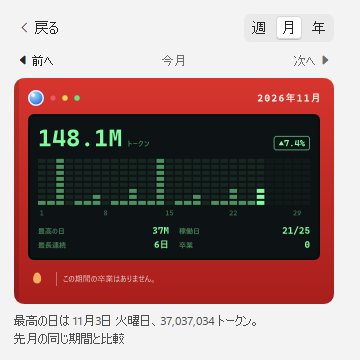 戻る
週 月 年
前へ 今月 次へ
2026年11月
148.1M トークン ▲7.4%
1 8 15 22 29
最高の日 37M 稼働日 21/25
最長連続 6日 卒業 0
この期間の卒業はありません。
最高の日は 11月3日 火曜日、37,037,034 トークン。
先月の同じ期間と比較